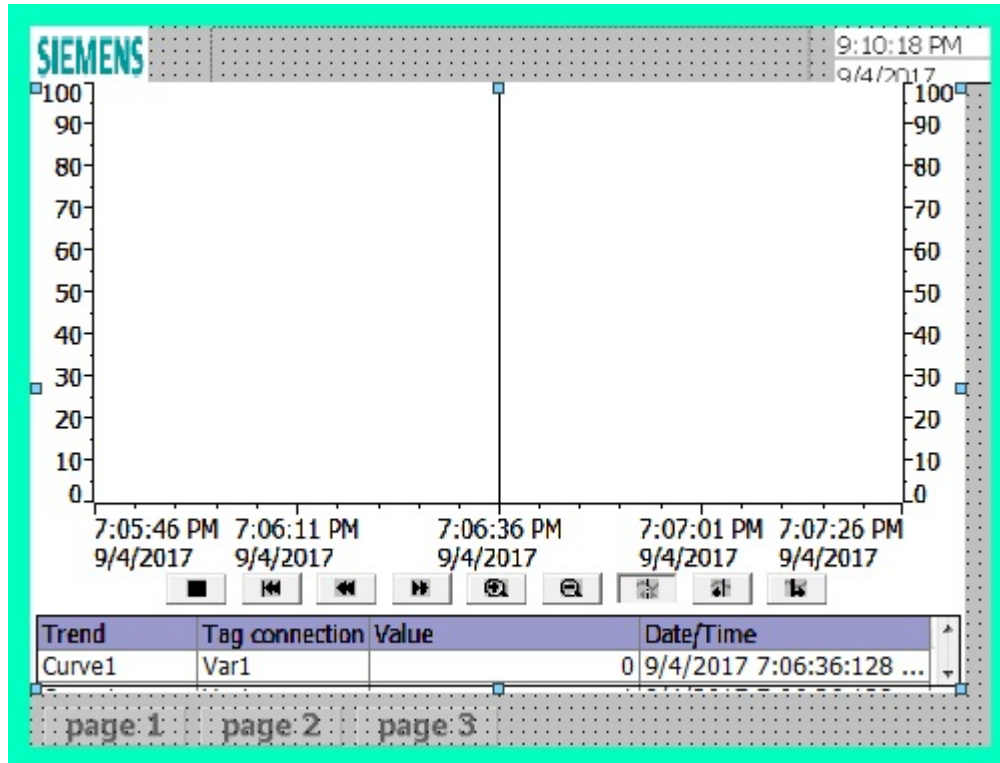 SIEMENS
9:10:18 PM
9/4/2017
100 100
90 90
80 80
70 70
60 60
50 50
40 40
30 30
20 20
10 10
0 0
7:05:46 PM 7:06:11 PM 7:06:36 PM 7:07:01 PM 7:07:26 PM
9/4/2017 9/4/2017 9/4/2017 9/4/2017 9/4/2017
Trend Tag connection Value Date/Time
Curve1 Var1 0 9/4/2017 7:06:36:128 ...
page 1 page 2 page 3